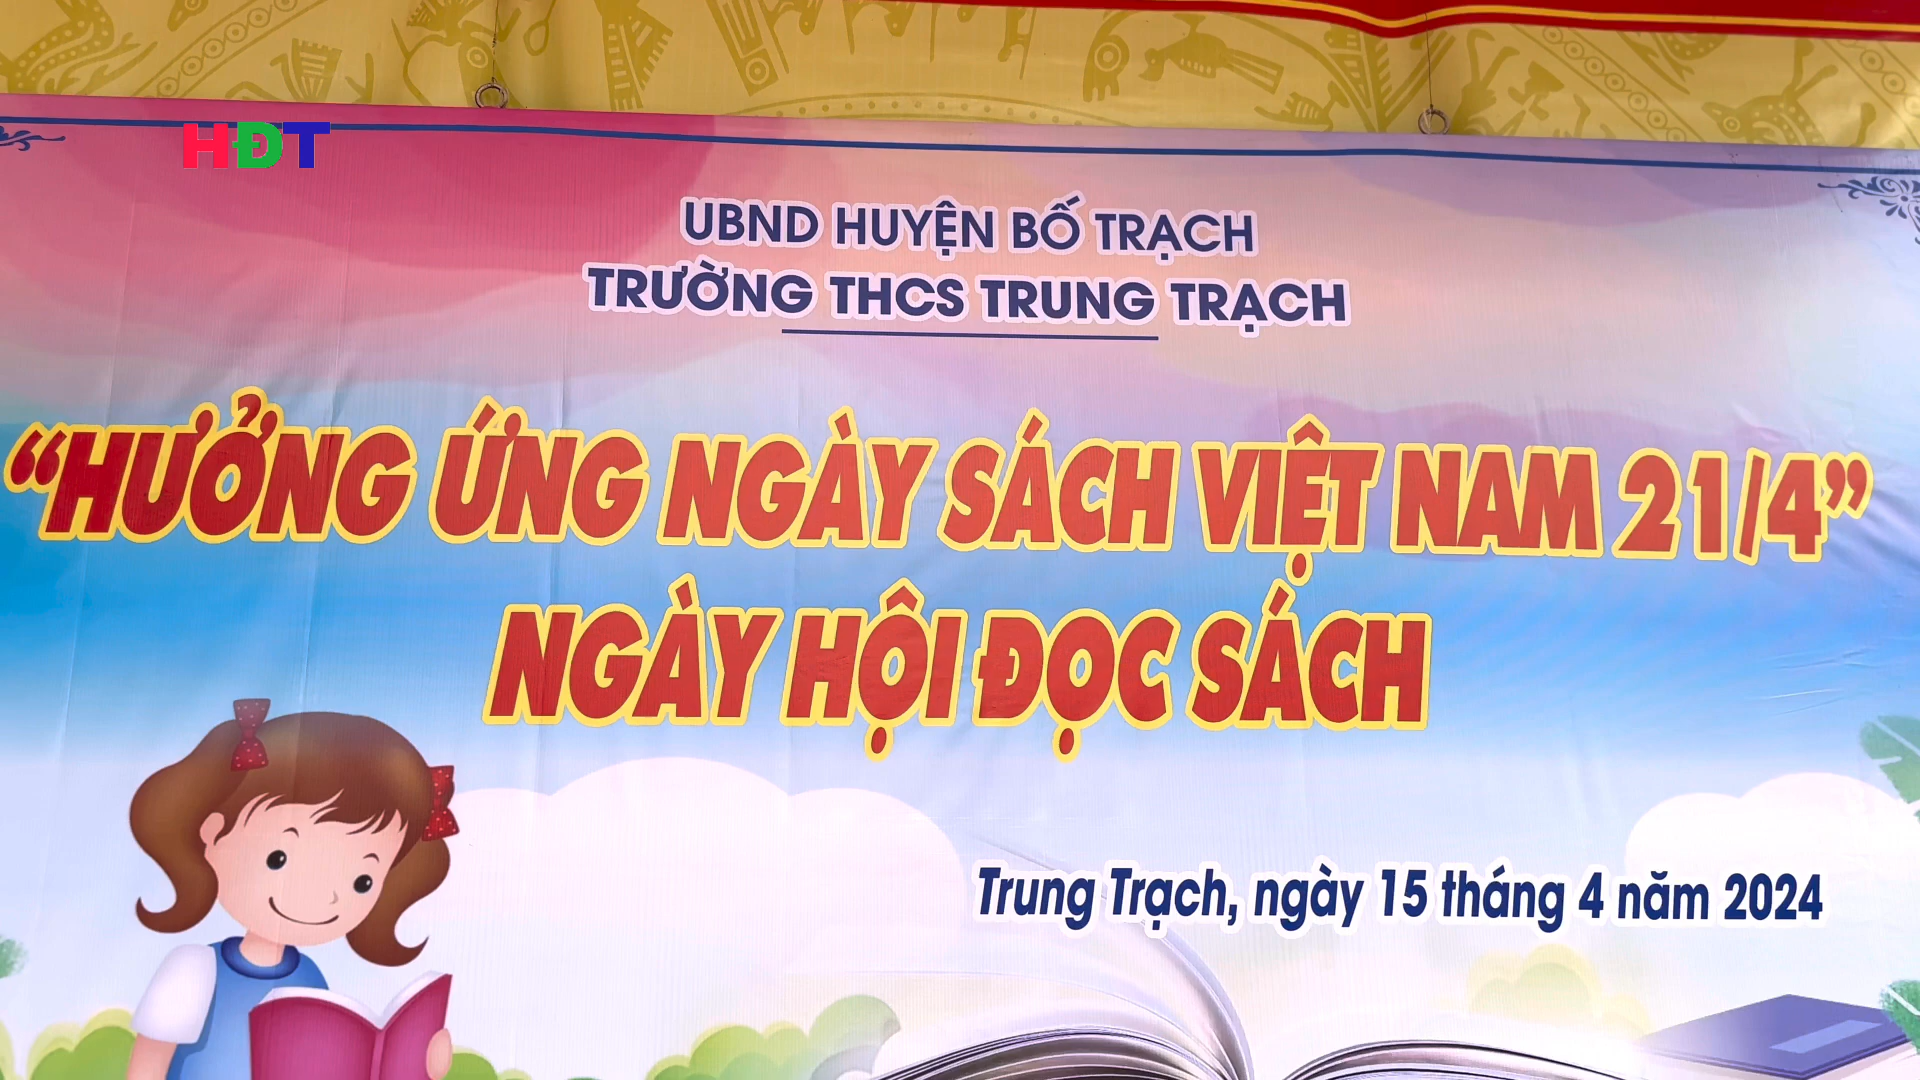 HĐT
UBND HUYỆN BỐ TRẠCH
TRƯỜNG THCS TRUNG TRẠCH
“HƯỞNG ỨNG NGÀY SÁCH VIỆT NAM 21/4”
NGÀY HỘI ĐỌC SÁCH
Trung Trạch, ngày 15 tháng 4 năm 2024